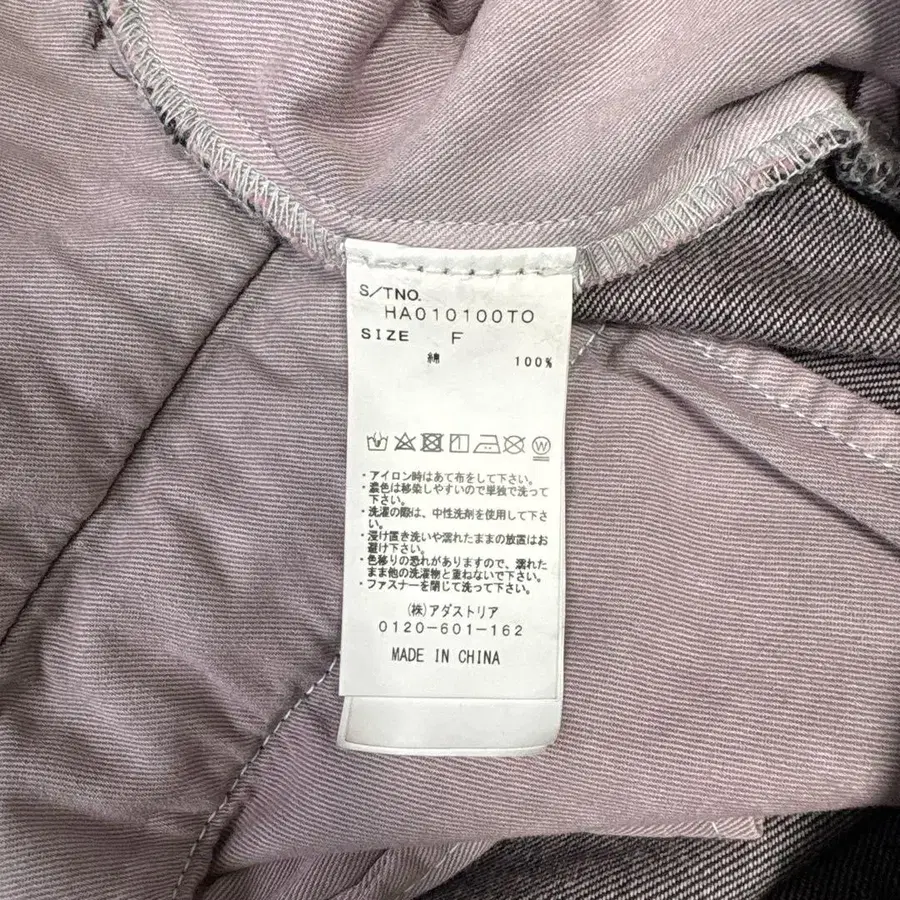 S/TNO.
HA010100TO
SIZE F
綿 100%
W
・アイロン時はあて布をして下さい。
・濃色は移染しやすいので単独で洗って
下さい。
・洗濯の際は、中性洗剤を使用して下さ
い。
・浸け置き洗いや濡れたままの放置はお
避け下さい。
・色移りの恐れがありますので、濡れた
まま他の洗濯物と重ねないで下さい。
・ファスナーを閉じて洗って下さい。
(株)アダストリア
0120-601-162
MADE IN CHINA